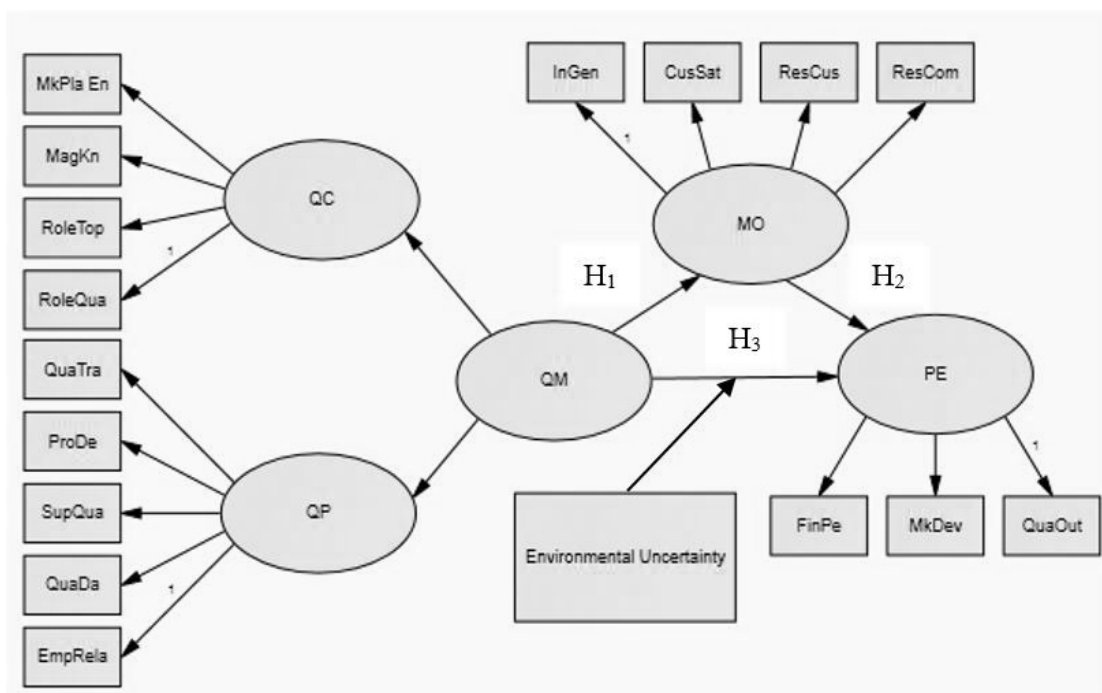 MkPla En
MagKn
RoleTop
RoleQua
1
QuaTra
ProDe
SupQua
QuaDa
EmpRela
1
QC
QP
QM
InGen
CusSat
ResCus
ResCom
1
MO
H₁
H₂
H₃
PE
1
FinPe
MkDev
QuaOut
Environmental Uncertainty